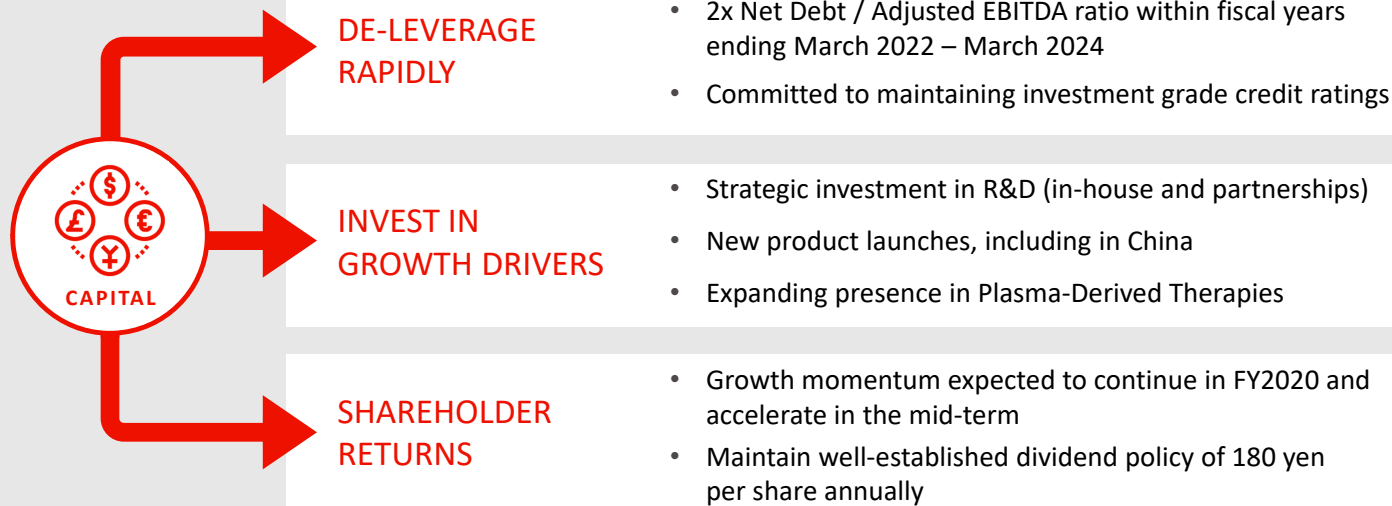 DE-LEVERAGE
RAPIDLY
• 2x Net Debt / Adjusted EBITDA ratio within fiscal years
ending March 2022 – March 2024
• Committed to maintaining investment grade credit ratings
$
£
€
¥
CAPITAL
INVEST IN
GROWTH DRIVERS
• Strategic investment in R&D (in-house and partnerships)
• New product launches, including in China
• Expanding presence in Plasma-Derived Therapies
SHAREHOLDER
RETURNS
• Growth momentum expected to continue in FY2020 and
accelerate in the mid-term
• Maintain well-established dividend policy of 180 yen
per share annually